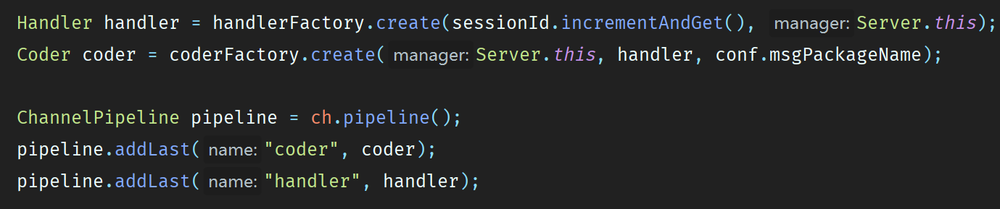 Handler handler = handlerFactory.create(sessionId.incrementAndGet(), manager: Server.this);
Coder coder = coderFactory.create( manager: Server.this, handler, conf.msgPackageName);
ChannelPipeline pipeline = ch.pipeline();
pipeline.addLast( name: "coder", coder);
pipeline.addLast( name: "handler", handler);